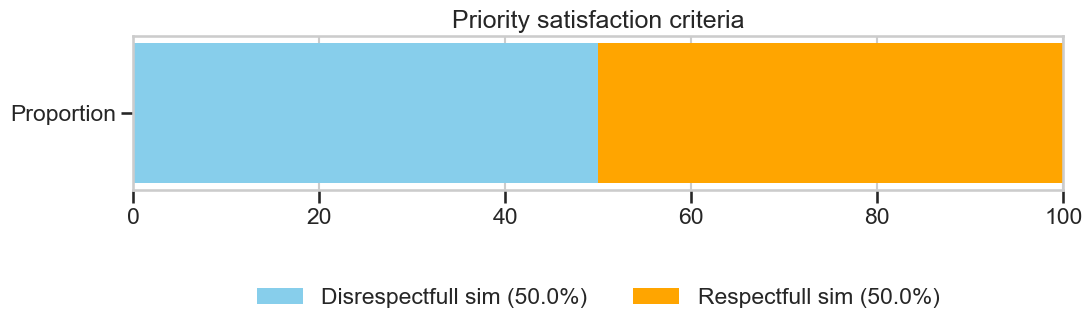 Priority satisfaction criteria
Proportion
0 20 40 60 80 100
Disrespectfull sim (50.0%) Respectfull sim (50.0%)